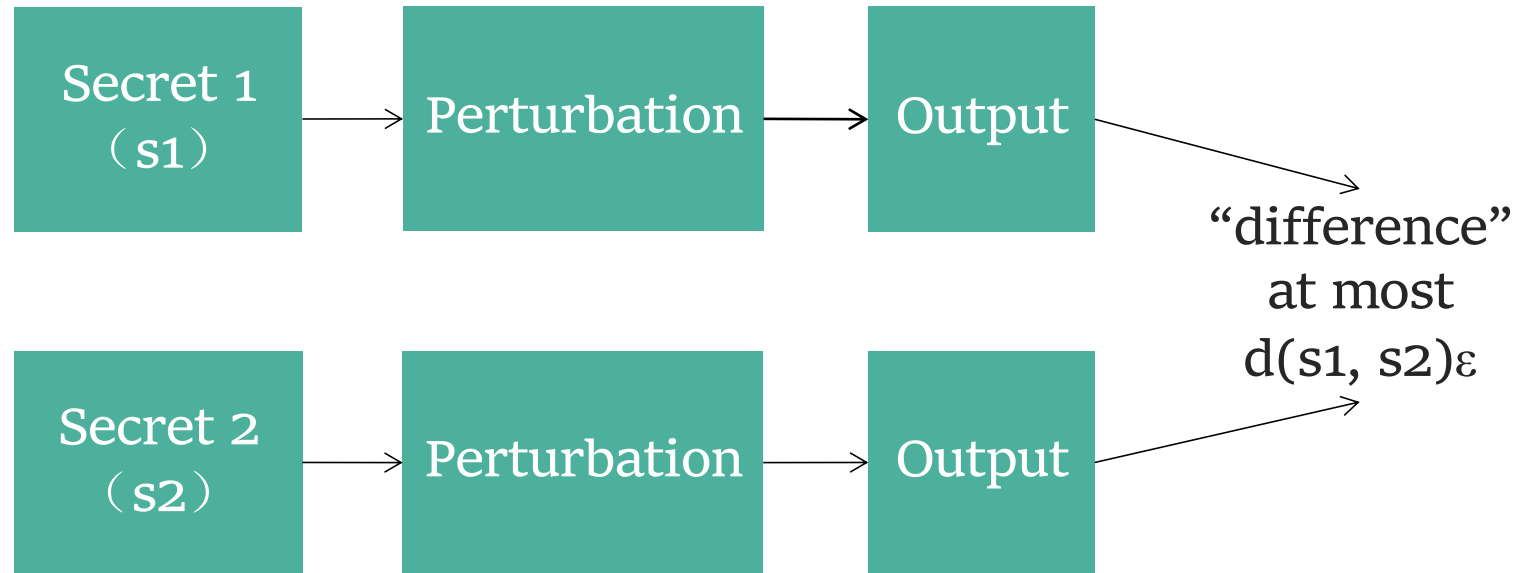 Secret 1
（s1）
Perturbation
Output
“difference”
at most
d(s1, s2)ε
Secret 2
（s2）
Perturbation
Output